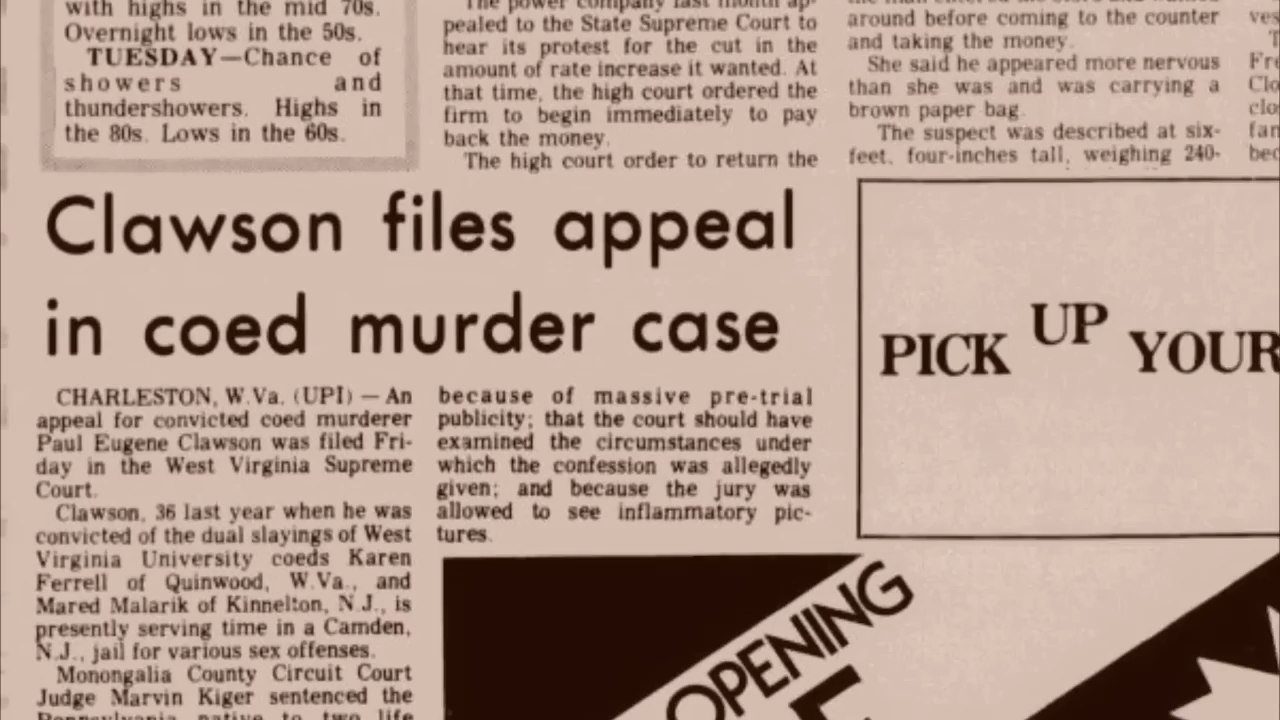 with highs in the mid 70s.
Overnight lows in the 50s.
TUESDAY—Chance of
showers and
thundershowers. Highs in
the 80s. Lows in the 60s.
The power company last month ap-
pealed to the State Supreme Court to
hear its protest for the cut in the
amount of rate increase it wanted. At
that time, the high court ordered the
firm to begin immediately to pay
back the money.
The high court order to return the
around before coming to the counter
and taking the money.
She said he appeared more nervous
than she was and was carrying a
brown paper bag.
The suspect was described at six-
feet, four-inches tall, weighing 240-
Clawson files appeal
in coed murder case
CHARLESTON, W.Va. (UPI) — An
appeal for convicted coed murderer
Paul Eugene Clawson was filed Fri-
day in the West Virginia Supreme
Court.
Clawson, 36 last year when he was
convicted of the dual slayings of West
Virginia University coeds Karen
Ferrell of Quinwood, W.Va., and
Mared Malarik of Kinnelton, N.J., is
presently serving time in a Camden,
N.J., jail for various sex offenses.
Monongalia County Circuit Court
Judge Marvin Kiger sentenced the
Pennsylvania native to two life
because of massive pre-trial
publicity; that the court should have
examined the circumstances under
which the confession was allegedly
given; and because the jury was
allowed to see inflammatory pic-
tures.
PICK UP YOUR
OPENING